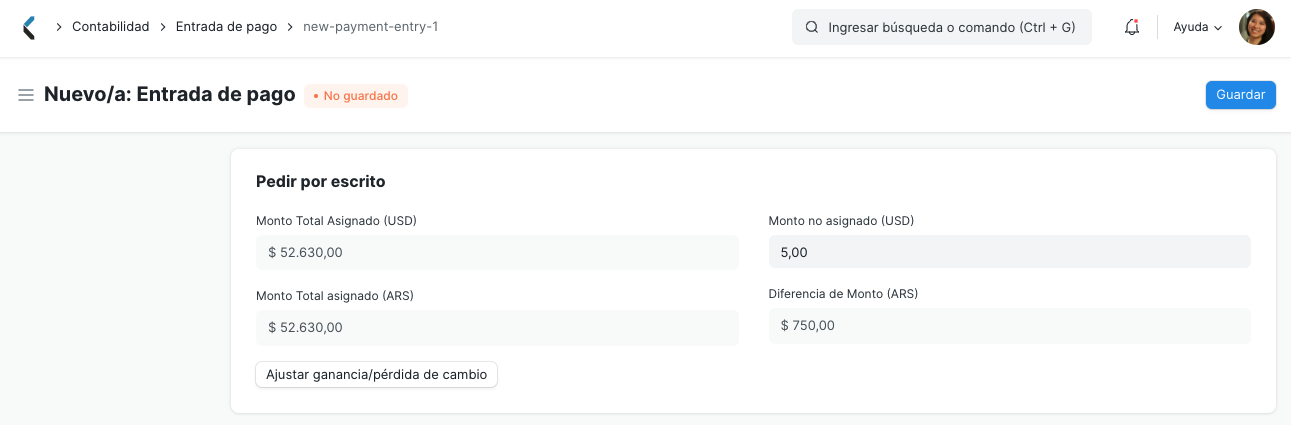 Contabilidad
Entrada de pago
new-payment-entry-1
Ingresar búsqueda o comando (Ctrl + G)
Ayuda
Nuevo/a: Entrada de pago
No guardado
Guardar
Pedir por escrito
Monto Total Asignado (USD)
$ 52.630,00
Monto no asignado (USD)
5,00
Monto Total asignado (ARS)
$ 52.630,00
Diferencia de Monto (ARS)
$ 750,00
Ajustar ganancia/pérdida de cambio